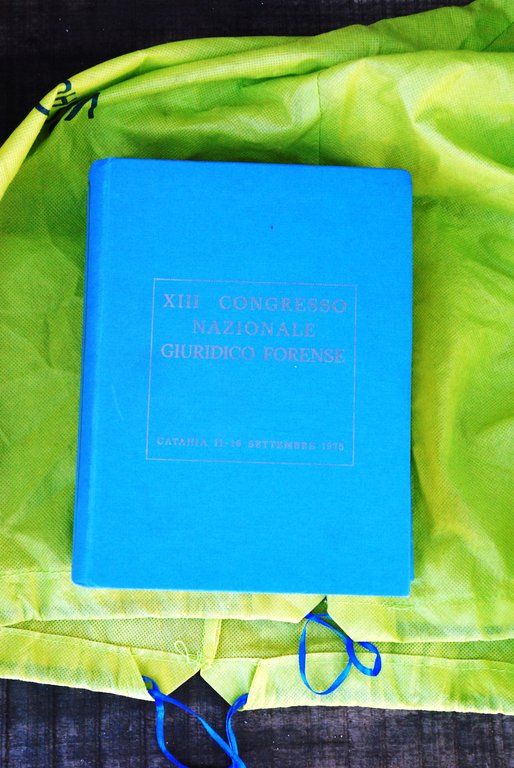 XIII CONGRESSO
NAZIONALE
GIURIDICO FORENSE
CATANIA 11-16 SETTEMBRE 1975